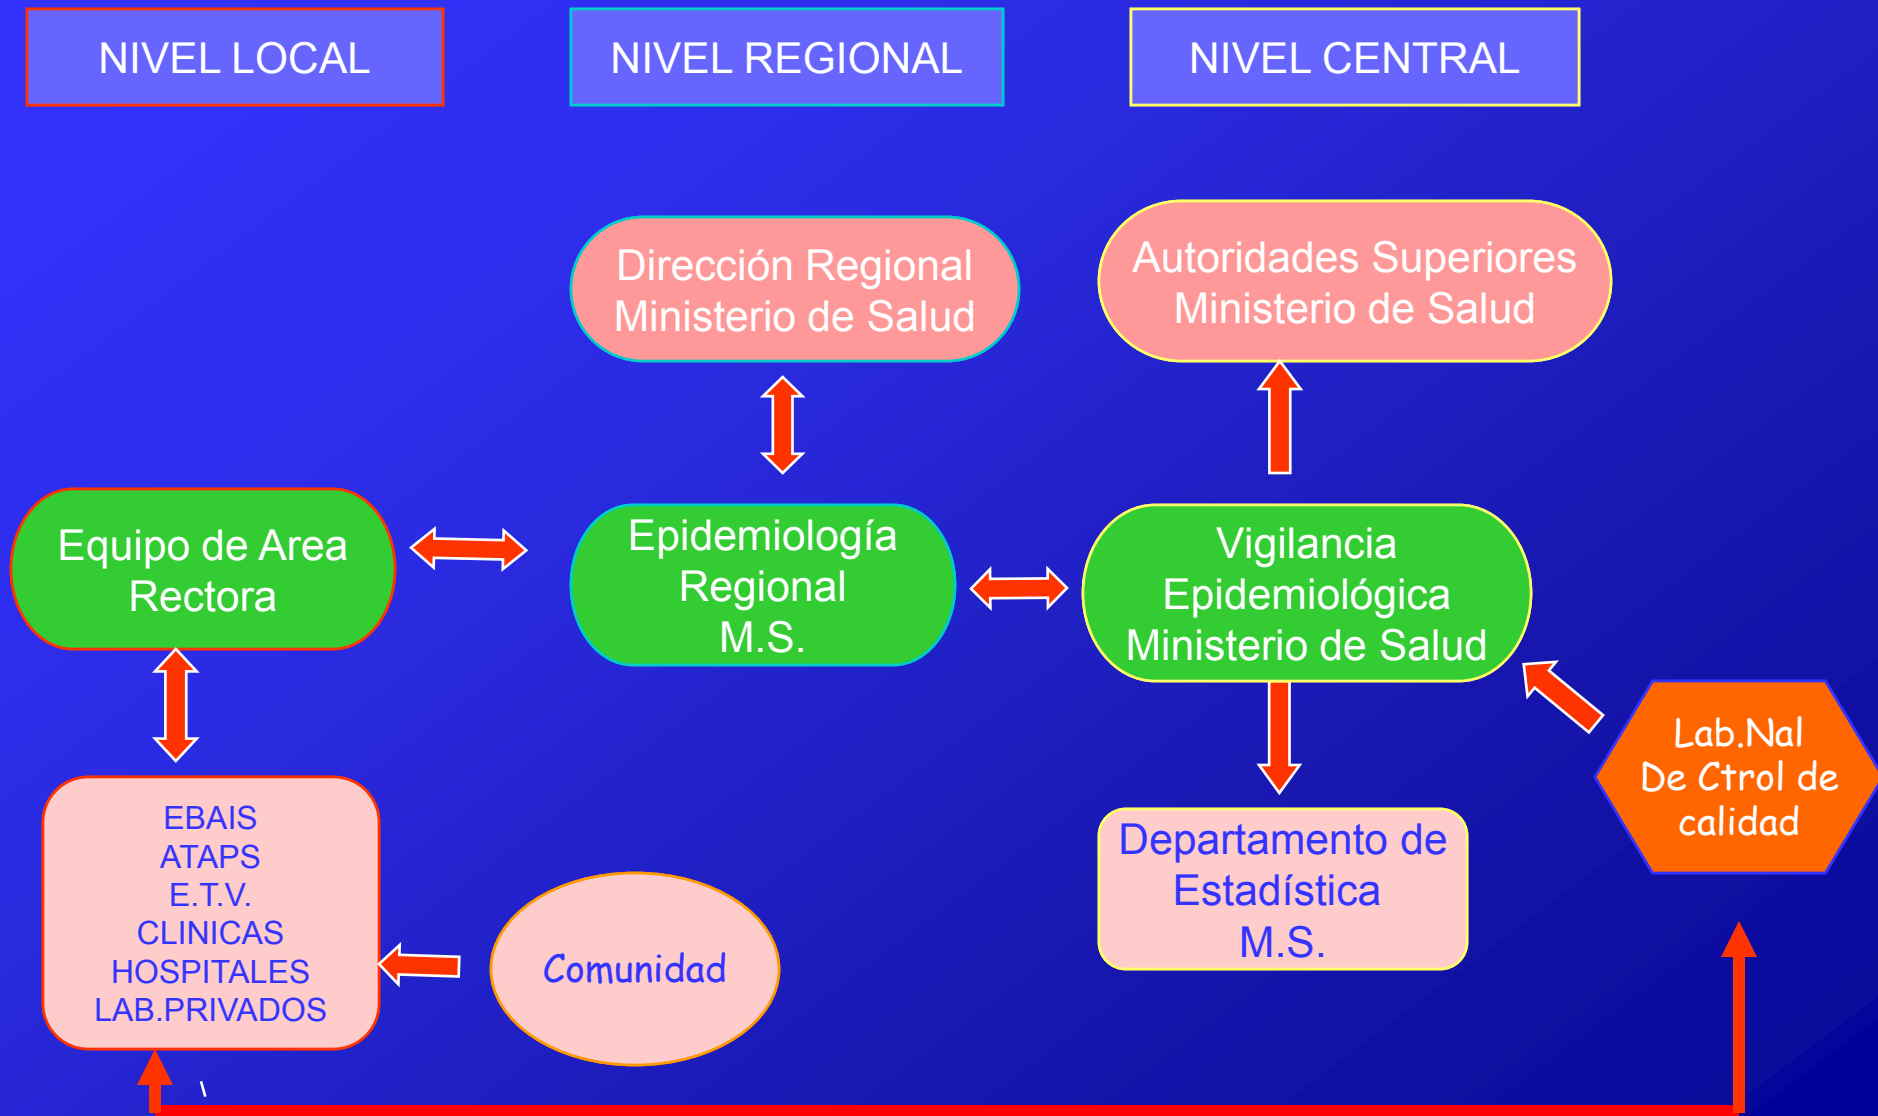 NIVEL LOCAL
NIVEL REGIONAL
NIVEL CENTRAL
Dirección Regional
Ministerio de Salud
Autoridades Superiores
Ministerio de Salud
Equipo de Area
Rectora
Epidemiología
Regional
M.S.
Vigilancia
Epidemiológica
Ministerio de Salud
Lab.Nal
De Ctrol de
calidad
EBAIS
ATAPS
E.T.V.
CLINICAS
HOSPITALES
LAB.PRIVADOS
Comunidad
Departamento de
Estadística
M.S.
\